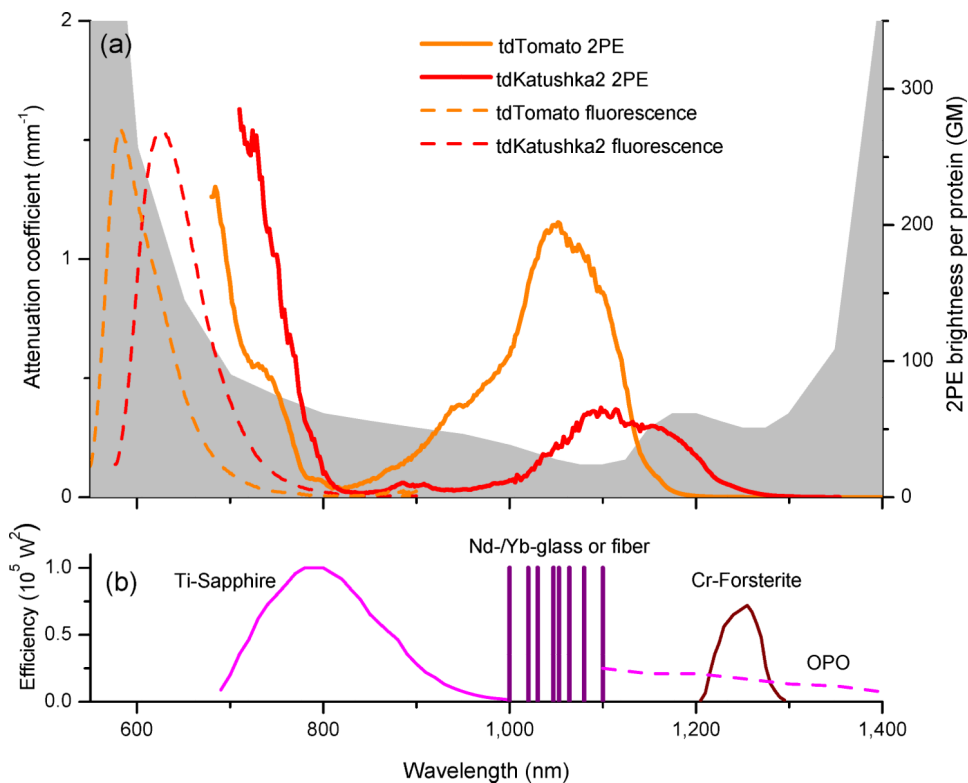 (a)
tdTomato 2PE
tdKatushka2 2PE
tdTomato fluorescence
tdKatushka2 fluorescence
Attenuation coefficient (mm⁻¹)
2
1
0
2PE brightness per protein (GM)
300
200
100
0
(b)
Nd-/Yb-glass or fiber
Ti-Sapphire
Cr-Forsterite
OPO
Efficiency (10⁵ W²)
1.0
0.5
0.0
600 800 1,000 1,200 1,400
Wavelength (nm)